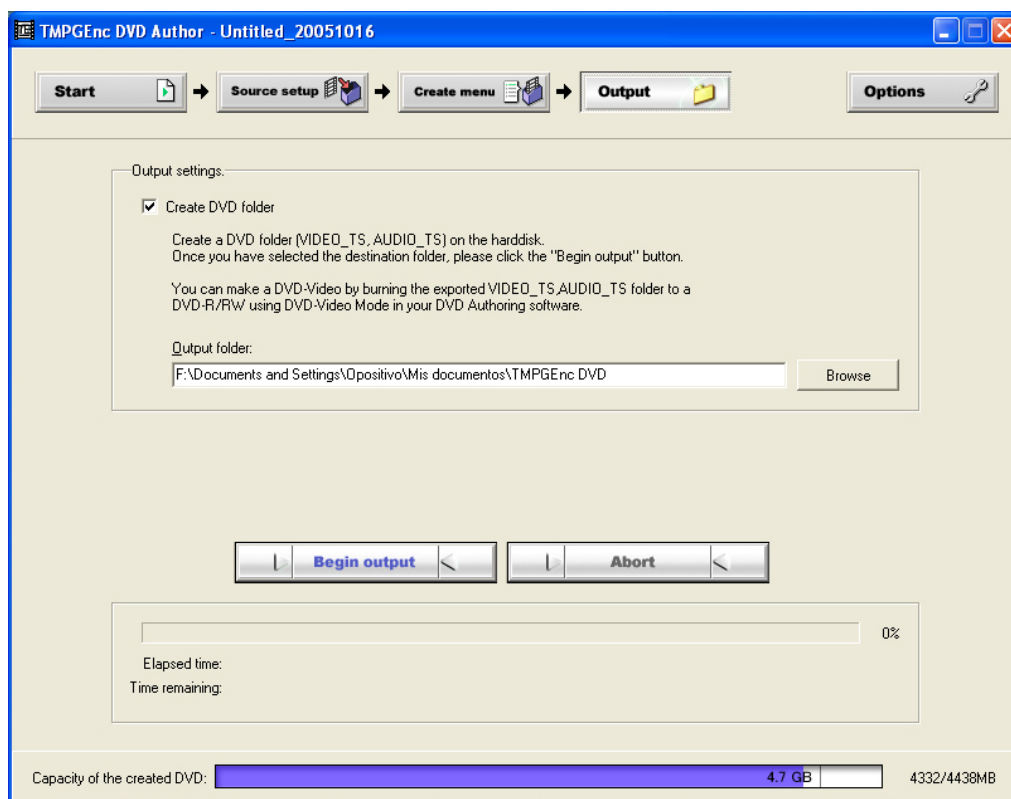 TMPGEnc DVD Author - Untitled_20051016
Start
Source setup
Create menu
Output
Options
Output settings.
Create DVD folder
Create a DVD folder (VIDEO_TS, AUDIO_TS) on the harddisk.
Once you have selected the destination folder, please click the "Begin output" button.
You can make a DVD-Video by burning the exported VIDEO_TS,AUDIO_TS folder to a
DVD-R/RW using DVD-Video Mode in your DVD Authoring software.
Output folder:
F:\Documents and Settings\Opositivo\Mis documentos\TMPGEnc DVD
Browse
Begin output
Abort
0%
Elapsed time:
Time remaining:
Capacity of the created DVD:
4.7 GB
4332/4438MB